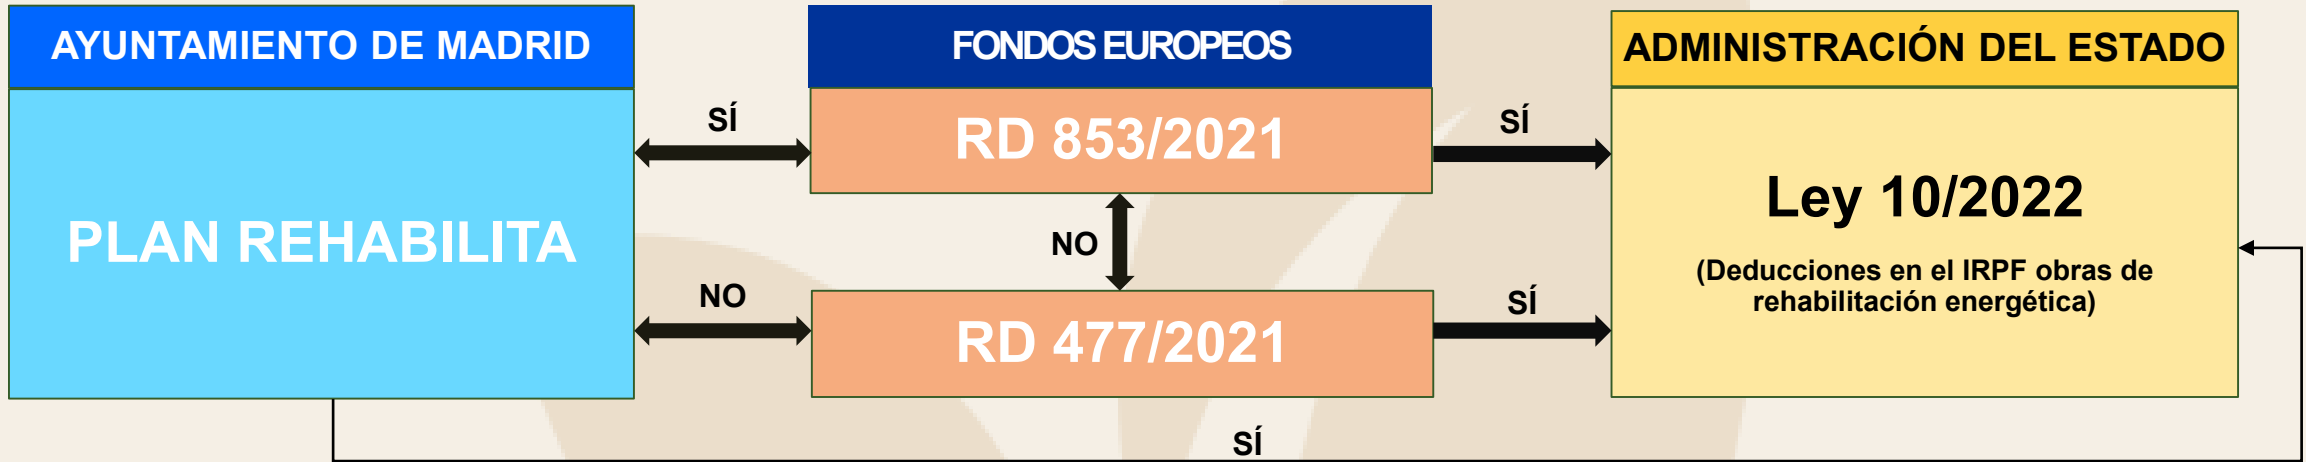 AYUNTAMIENTO DE MADRID
PLAN REHABILITA
SÍ
NO
FONDOS EUROPEOS
RD 853/2021
NO
RD 477/2021
SÍ
SÍ
ADMINISTRACIÓN DEL ESTADO
Ley 10/2022
(Deducciones en el IRPF obras de
rehabilitación energética)
SÍ